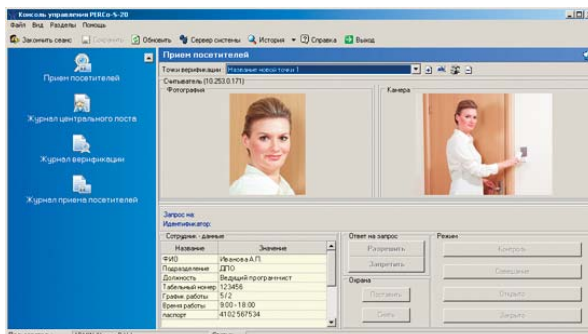 Консоль управления PERCo-S-20
Файл Вид Разделы Помощь
Закончить сеанс Сохранить Обновить Сервер системы История Справка Выход
Прием посетителей
Журнал центрального поста
Журнал верификации
Журнал приема посетителей
Прием посетителей
Точки верификации Название новой точки 1
Считыватель (10.253.0.171)
Фотография
Камера
Запрос на:
Идентификатор:
Сотрудник - данные
Название Значение
ФИО Иванова А.П.
Подразделение ДПО
Должность Ведущий программист
Табельный номер 123456
График работы 5/2
Время работы 9:00 - 18:00
паспорт 4102 567534
Ответ на запрос
Разрешить
Запретить
Охрана
Поставить
Снять
Режим
Контроль
Совещание
Открыто
Закрыто